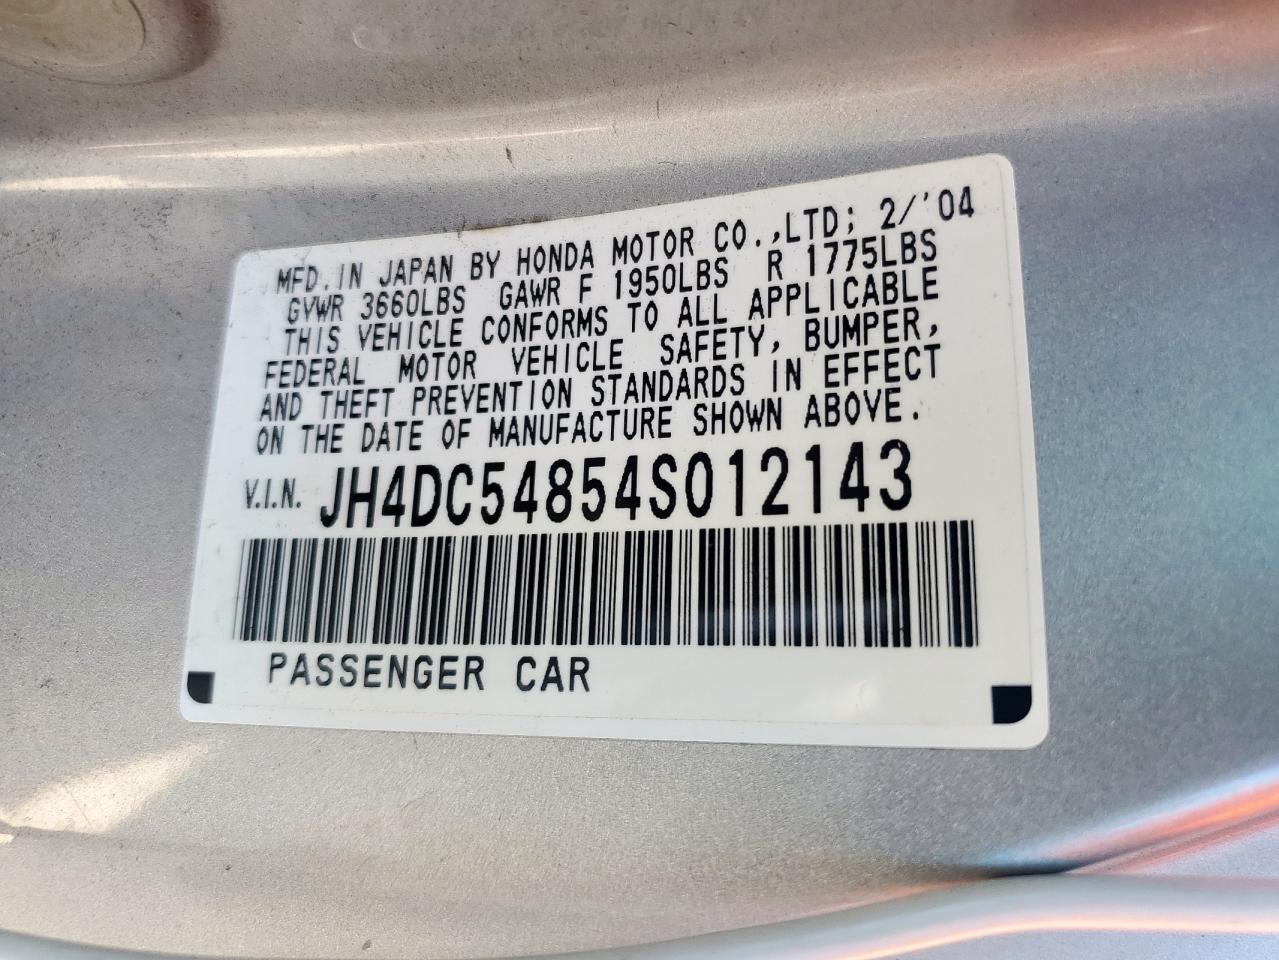 MFD. IN JAPAN BY HONDA MOTOR CO.,LTD; 2/'04
GVWR 3660LBS GAWR F 1950LBS R 1775LBS
THIS VEHICLE CONFORMS TO ALL APPLICABLE
FEDERAL MOTOR VEHICLE SAFETY, BUMPER,
AND THEFT PREVENTION STANDARDS IN EFFECT
ON THE DATE OF MANUFACTURE SHOWN ABOVE.
V.I.N. JH4DC54854S012143
PASSENGER CAR